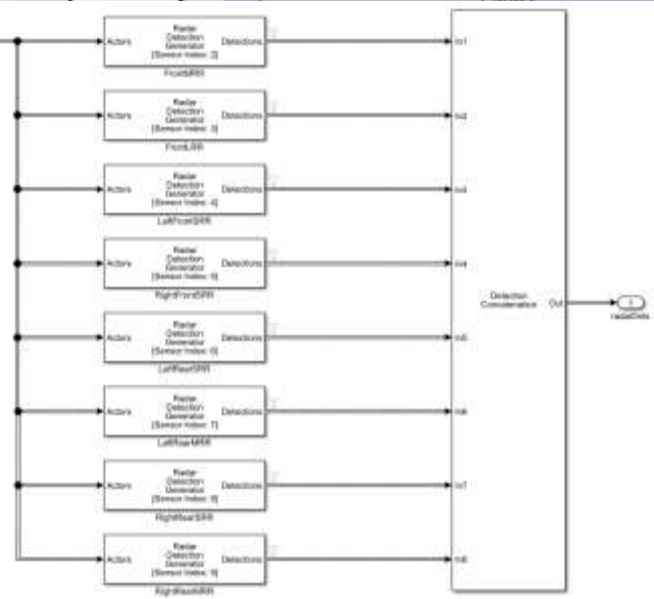 Actors Radar Detection Generator [Sensor Index: 2] Detections
FrontMRR
In1
Actors Radar Detection Generator [Sensor Index: 3] Detections
FrontLRR
In2
Actors Radar Detection Generator [Sensor Index: 4] Detections
LeftFrontSRR
In3
Actors Radar Detection Generator [Sensor Index: 5] Detections
RightFrontSRR
In4
Detection Concatenation Out
1
radarData
Actors Radar Detection Generator [Sensor Index: 6] Detections
LeftRearSRR
In5
Actors Radar Detection Generator [Sensor Index: 7] Detections
LeftRearMRR
In6
Actors Radar Detection Generator [Sensor Index: 8] Detections
RightRearSRR
In7
Actors Radar Detection Generator [Sensor Index: 9] Detections
RightRearMRR
In8